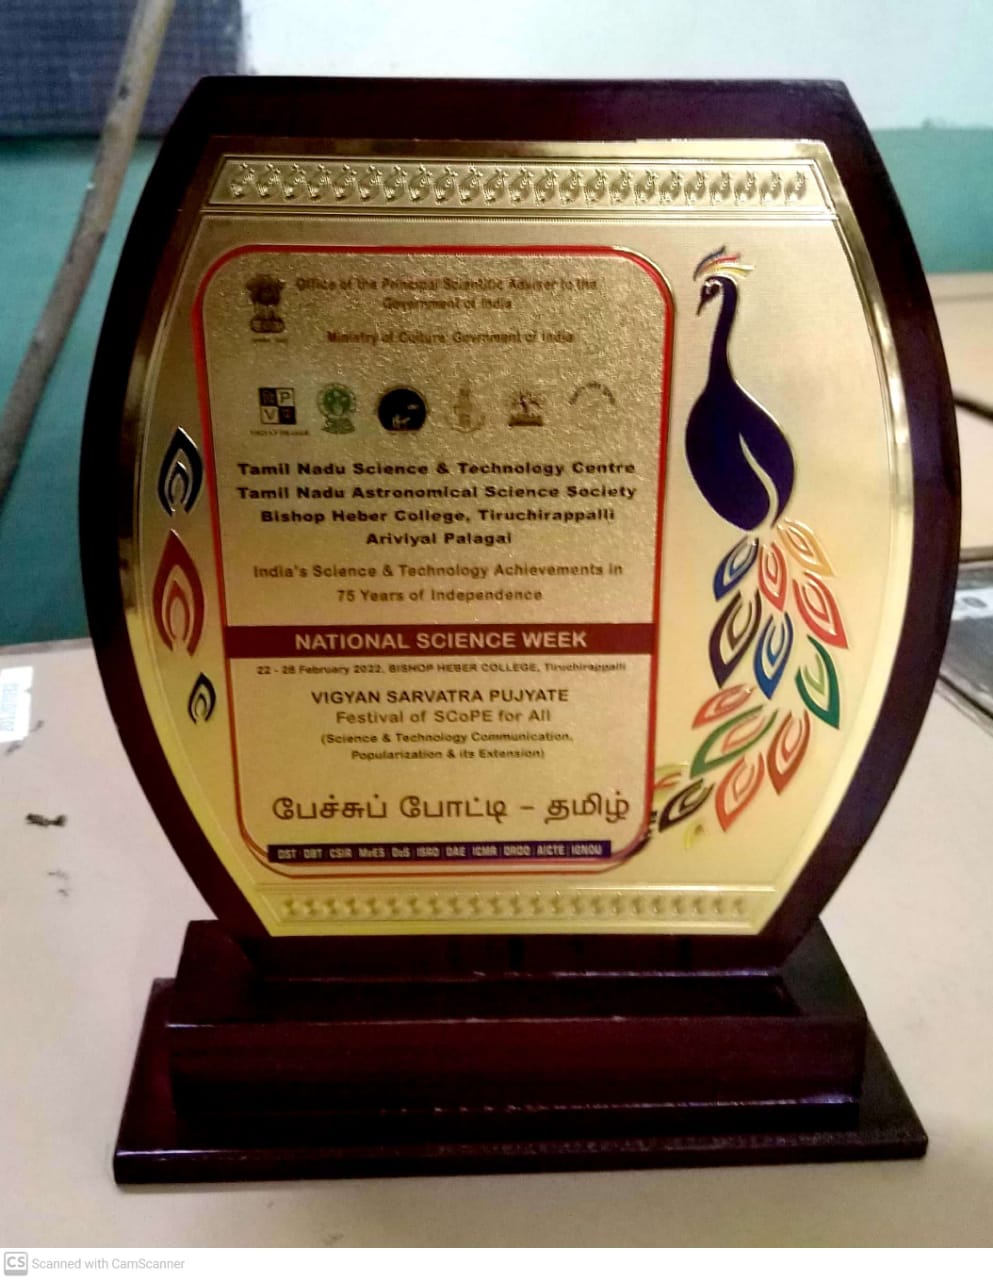 Office of the Principal Scientific Adviser to the
Government of India
Ministry of Culture, Government of India
P
V
VIGYAN PRASAR
Tamil Nadu Science & Technology Centre
Tamil Nadu Astronomical Science Society
Bishop Heber College, Tiruchirappalli
Ariviyal Palagai
India's Science & Technology Achievements in
75 Years of Independence
NATIONAL SCIENCE WEEK
22 - 28 February 2022, BISHOP HEBER COLLEGE, Tiruchirappalli
VIGYAN SARVATRA PUJYATE
Festival of SCoPE for All
(Science & Technology Communication,
Popularization & its Extension)
பேச்சுப் போட்டி – தமிழ்
DST | DBT | CSIR | MoES | DoS | ISRO | DAE | ICMR | DRDO | AICTE | IGNOU
CS Scanned with CamScanner